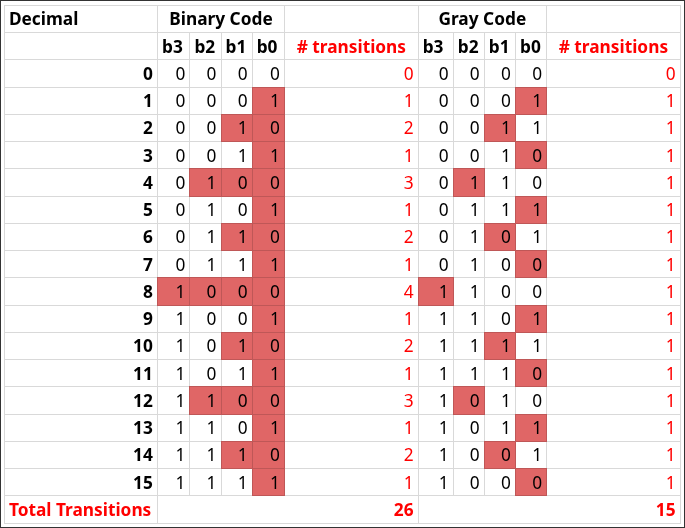 Decimal Binary Code Gray Code
b3 b2 b1 b0 # transitions b3 b2 b1 b0 # transitions
0 0 0 0 0 0 0 0 0 0 0
1 0 0 0 1 1 0 0 0 1 1
2 0 0 1 0 2 0 0 1 1 1
3 0 0 1 1 1 0 0 1 0 1
4 0 1 0 0 3 0 1 1 0 1
5 0 1 0 1 1 0 1 1 1 1
6 0 1 1 0 2 0 1 0 1 1
7 0 1 1 1 1 0 1 0 0 1
8 1 0 0 0 4 1 1 0 0 1
9 1 0 0 1 1 1 1 0 1 1
10 1 0 1 0 2 1 1 1 1 1
11 1 0 1 1 1 1 1 1 0 1
12 1 1 0 0 3 1 0 1 0 1
13 1 1 0 1 1 1 0 1 1 1
14 1 1 1 0 2 1 0 0 1 1
15 1 1 1 1 1 1 0 0 0 1
Total Transitions 26 15